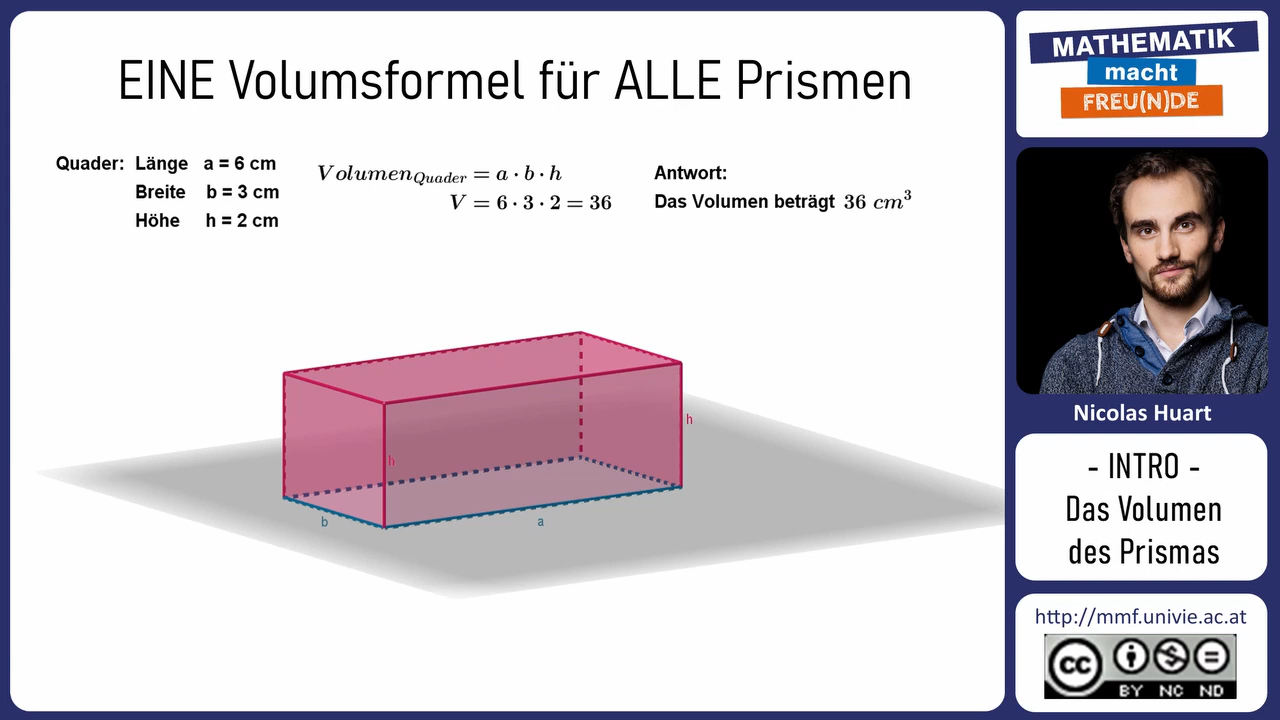 EINE Volumsformel für ALLE Prismen
Quader: Länge a = 6 cm
Breite b = 3 cm
Höhe h = 2 cm
Volumen_Quader = a · b · h
V = 6 · 3 · 2 = 36
Antwort:
Das Volumen beträgt 36 cm³
h
h
b
a
MATHEMATIK
macht
FREU(N)DE
Nicolas Huart
- INTRO -
Das Volumen
des Prismas
http://mmf.univie.ac.at
cc
BY NC ND